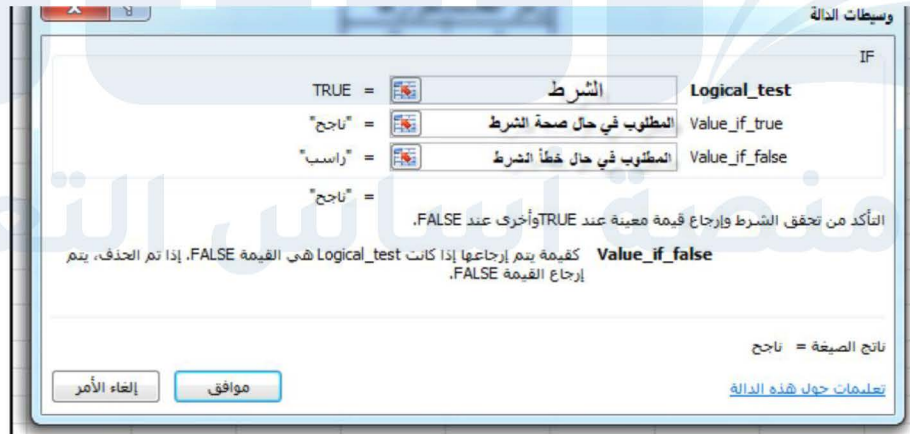 وسيطات الدالة
IF
Logical_test الشرط = TRUE
Value_if_true المطلوب في حال صحة الشرط = "ناجح"
Value_if_false المطلوب في حال خطأ الشرط = "راسب"
= "ناجح"
التأكد من تحقق الشرط وإرجاع قيمة معينة عند TRUEوأخرى عند FALSE.
Value_if_false كقيمة يتم إرجاعها إذا كانت Logical_test هي القيمة FALSE. إذا تم الحذف، يتم
إرجاع القيمة FALSE.
ناتج الصيغة = ناجح
تعليمات حول هذه الدالة
موافق
إلغاء الأمر
منصة أساس التع